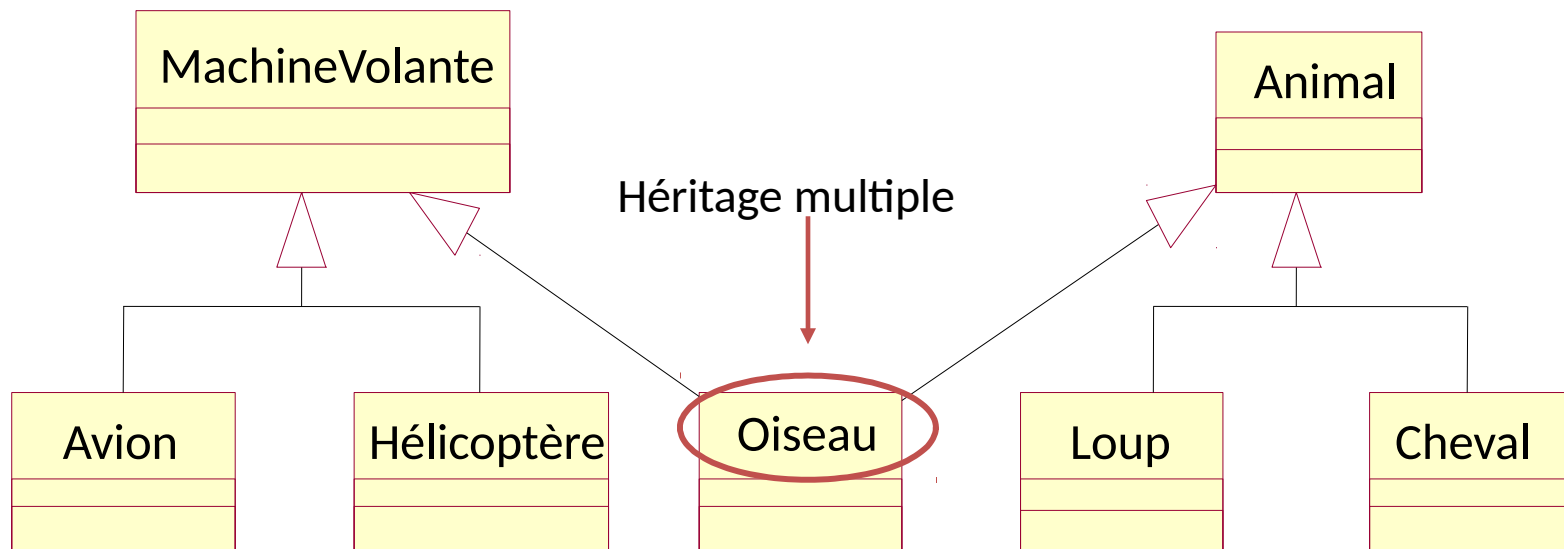 MachineVolante
Animal
Héritage multiple
Avion
Hélicoptère
Oiseau
Loup
Cheval